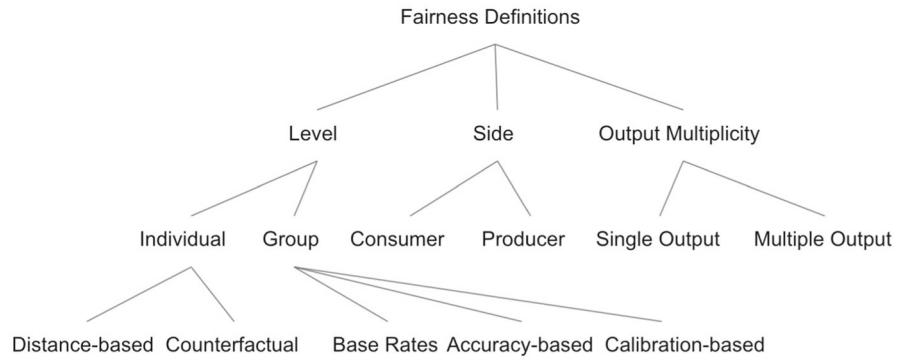 Fairness Definitions
Level Side Output Multiplicity
Individual Group Consumer Producer Single Output Multiple Output
Distance-based Counterfactual Base Rates Accuracy-based Calibration-based